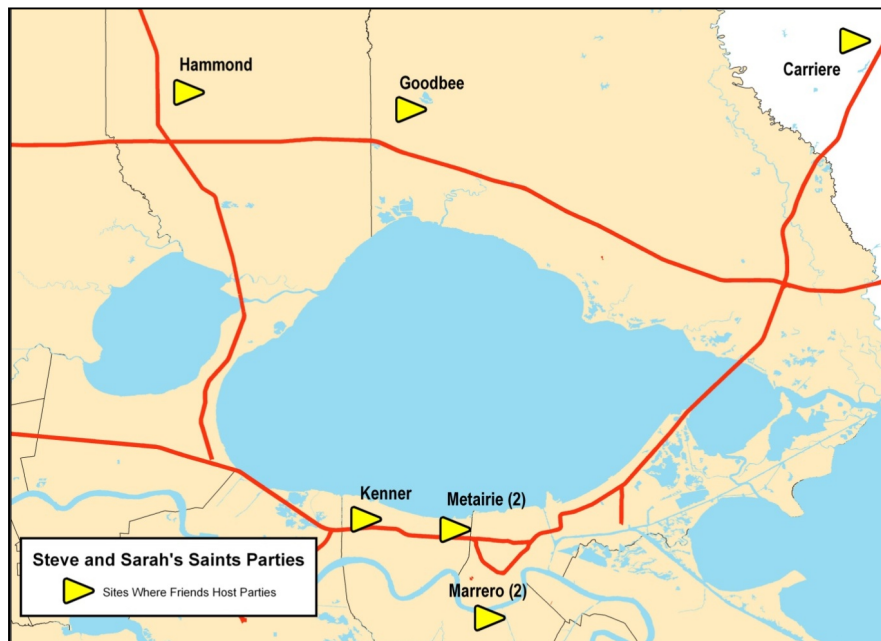 Hammond
Goodbee
Carriere
Kenner
Metairie (2)
Marrero (2)
Steve and Sarah's Saints Parties
Sites Where Friends Host Parties